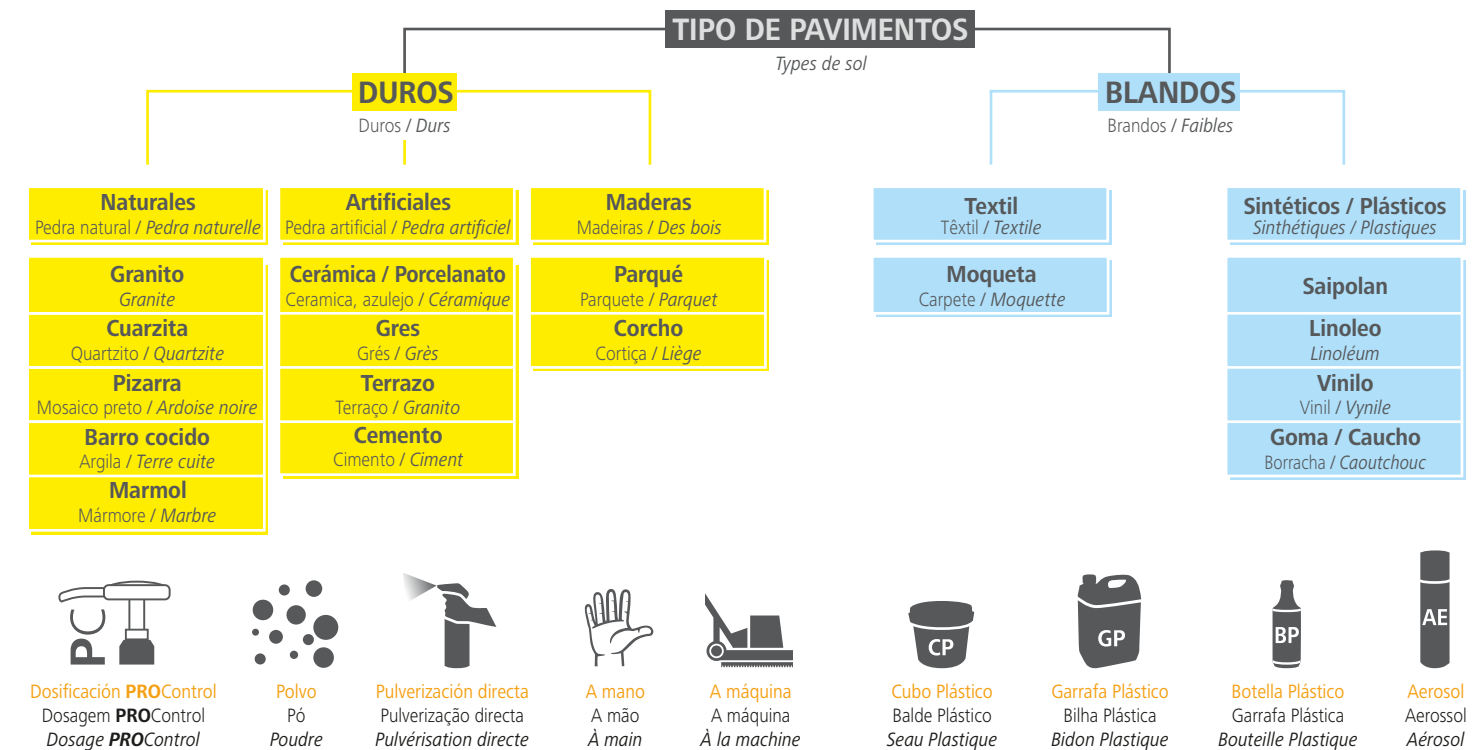 TIPO DE PAVIMENTOS
Types de sol
DUROS
Duros / Durs
BLANDOS
Brandos / Faibles
Naturales
Pedra natural / Pedra naturelle
Artificiales
Pedra artificial / Pedra artificiel
Maderas
Madeiras / Des bois
Textil
Têxtil / Textile
Sintéticos / Plásticos
Sinthétiques / Plastiques
Granito
Granite
Cuarzita
Quartzito / Quartzite
Pizarra
Mosaico preto / Ardoise noire
Barro cocido
Argila / Terre cuite
Marmol
Mármore / Marbre
Cerámica / Porcelanato
Ceramica, azulejo / Céramique
Gres
Grés / Grès
Terrazo
Terraço / Granito
Cemento
Cimento / Ciment
Parqué
Parquete / Parquet
Corcho
Cortiça / Liège
Moqueta
Carpete / Moquette
Saipolan
Linoleo
Linoléum
Vinilo
Vinil / Vynile
Goma / Caucho
Borracha / Caoutchouc
PC
Dosificación PROControl
Dosagem PROControl
Dosage PROControl
Polvo
Pó
Poudre
Pulverización directa
Pulverização directa
Pulvérisation directe
A mano
A mão
À main
A máquina
A máquina
À la machine
CP
Cubo Plástico
Balde Plástico
Seau Plastique
GP
Garrafa Plástico
Bilha Plástica
Bidon Plastique
BP
Botella Plástico
Garrafa Plástica
Bouteille Plastique
AE
Aerosol
Aerossol
Aérosol